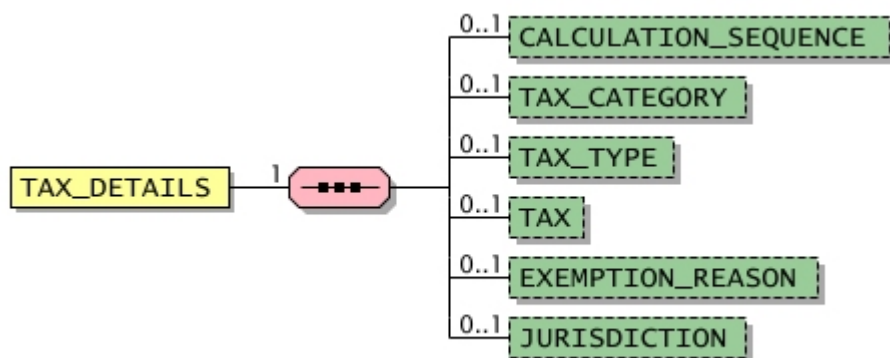 0..1 CALCULATION_SEQUENCE
0..1 TAX_CATEGORY
0..1 TAX_TYPE
TAX_DETAILS 1
0..1 TAX
0..1 EXEMPTION_REASON
0..1 JURISDICTION